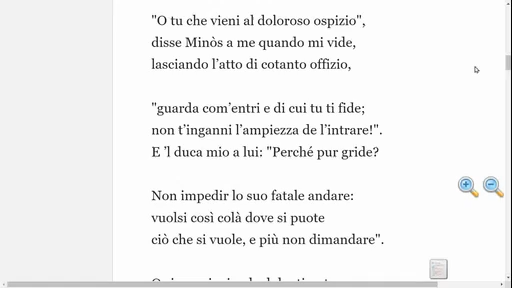 "O tu che vieni al doloroso ospizio",
disse Minòs a me quando mi vide,
lasciando l’atto di cotanto offizio,
"guarda com’entri e di cui tu ti fide;
non t’inganni l’ampiezza de l’intrare!".
E ’l duca mio a lui: "Perché pur gride?
Non impedir lo suo fatale andare:
vuolsi così colà dove si puote
ciò che si vuole, e più non dimandare".